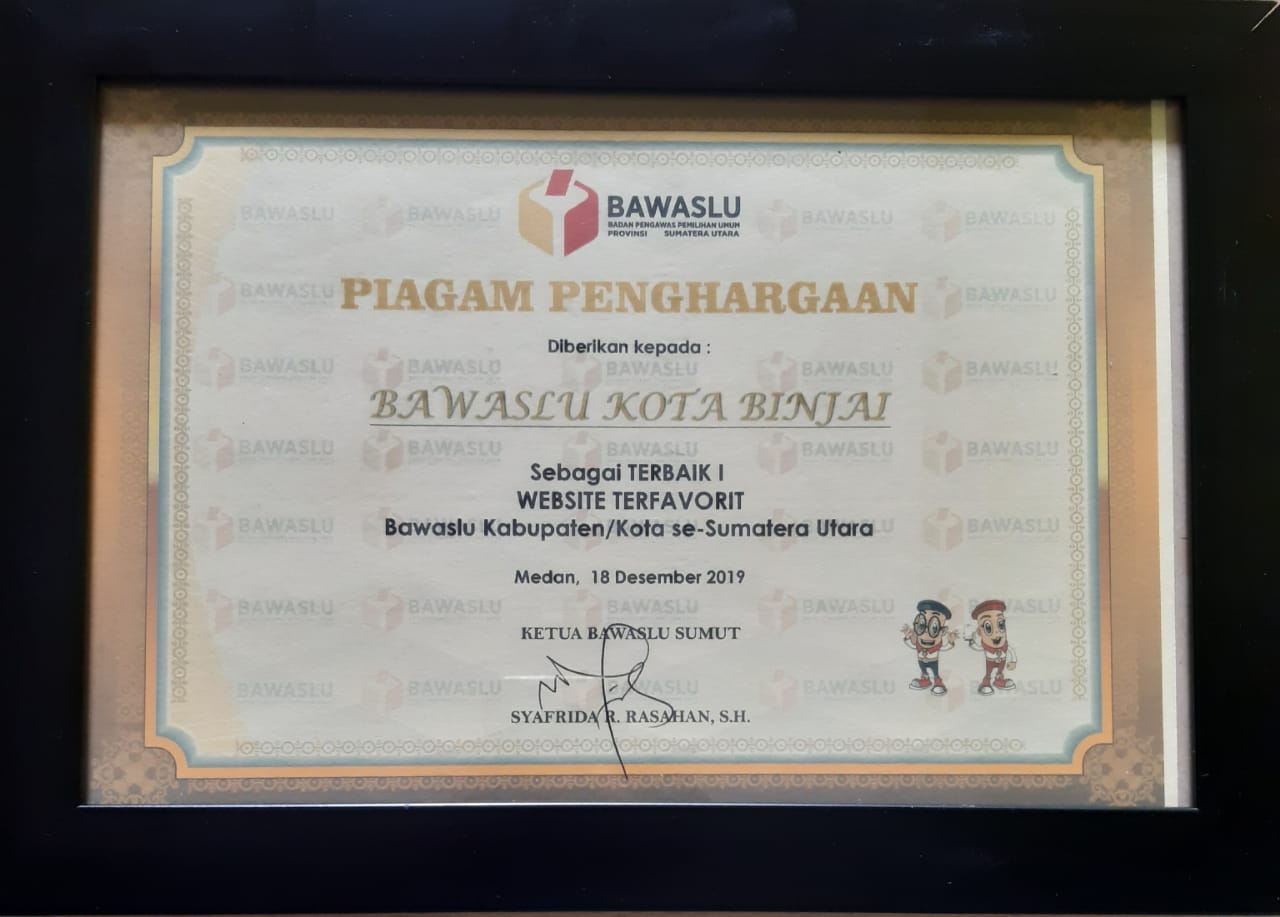 BAWASLU
BADAN PENGAWAS PEMILIHAN UMUM
PROVINSI SUMATERA UTARA
PIAGAM PENGHARGAAN
Diberikan kepada :
BAWASLU KOTA BINJAI
Sebagai TERBAIK I
WEBSITE TERFAVORIT
Bawaslu Kabupaten/Kota se-Sumatera Utara
Medan, 18 Desember 2019
KETUA BAWASLU SUMUT
SYAFRIDA R. RASAHAN, S.H.